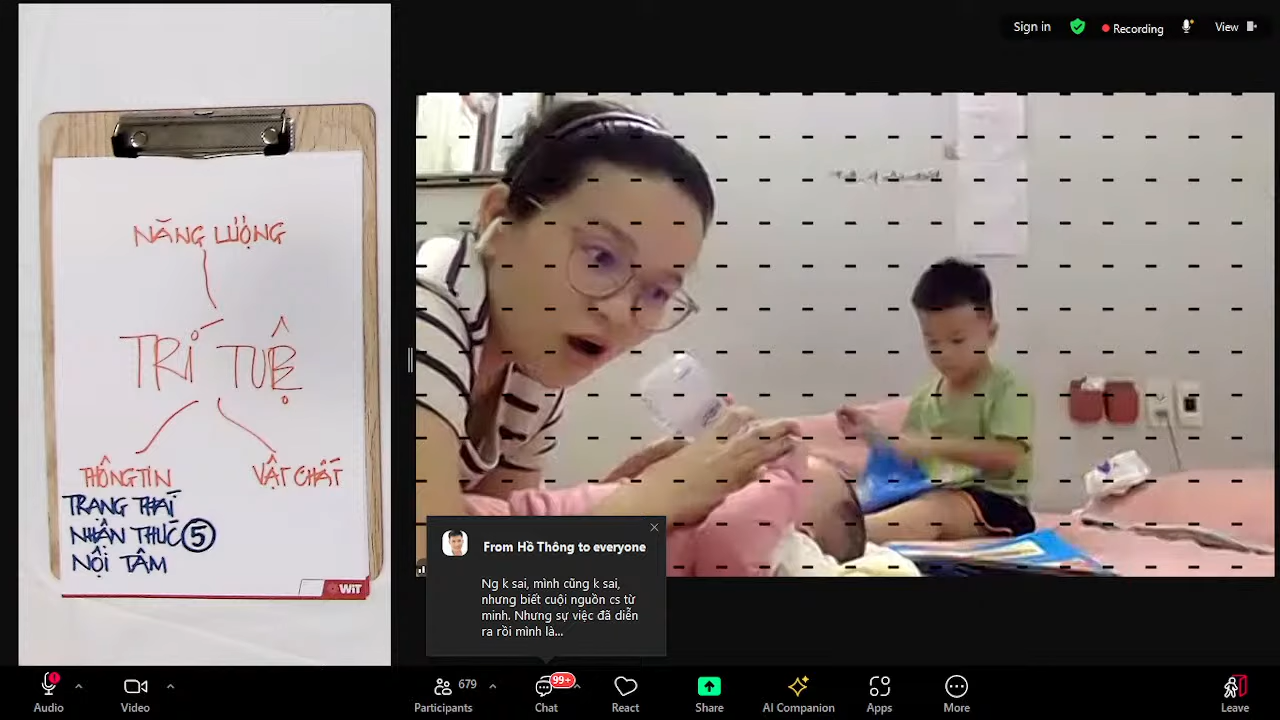 Sign in
Recording
View
NĂNG LƯỢNG
TRÍ TUỆ
THÔNG TIN
VẬT CHẤT
TRẠNG THÁI
NHẬN THỨC 5
NỘI TÂM
WiT
From Hồ Thông to everyone
Ng k sai, mình cũng k sai,
nhưng biết cuội nguồn cs từ
minh. Nhưng sự việc đã diễn
ra rồi mình là...
Audio
Video
Participants
679
Chat
99+
React
Share
AI Companion
Apps
More
Leave